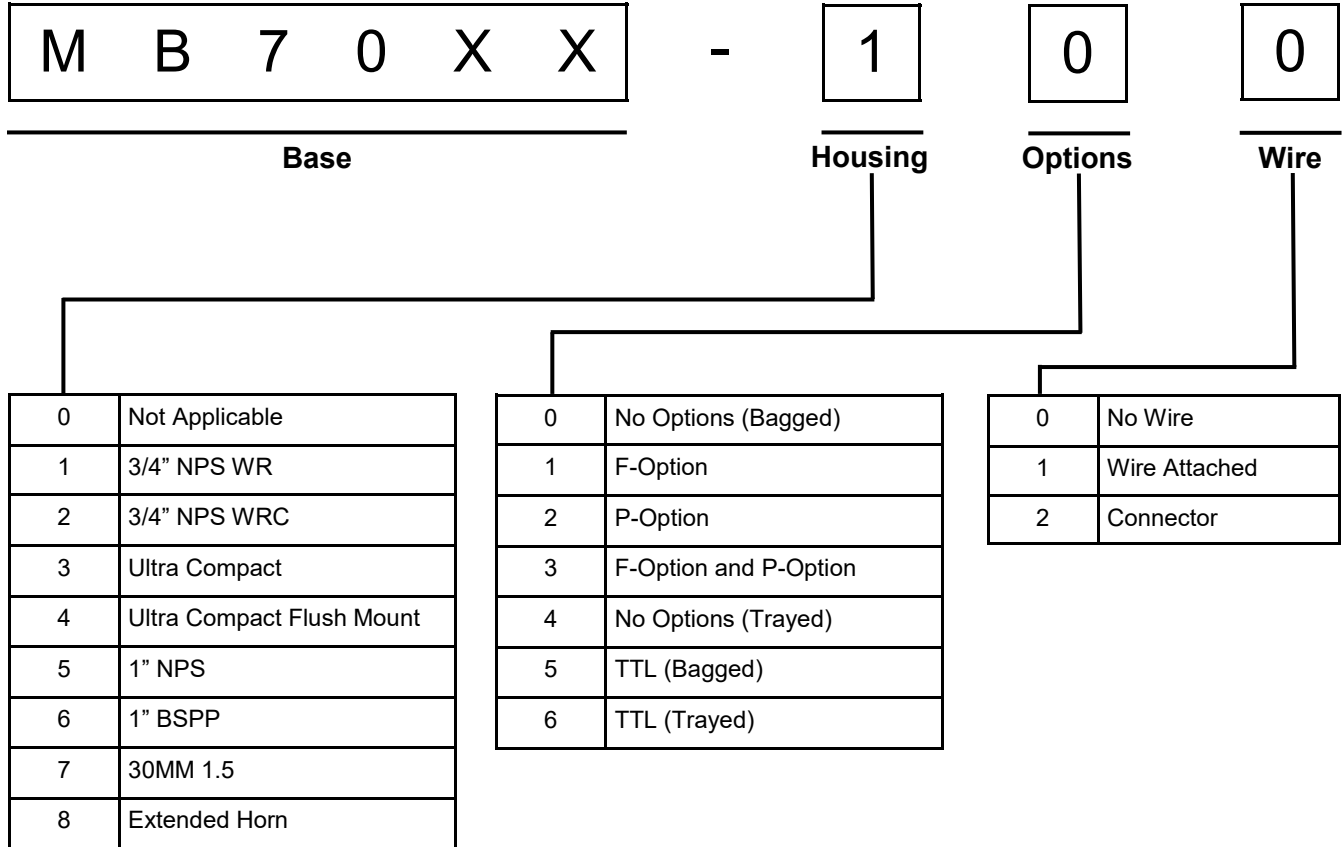 M B 7 0 X X - 1 0 0
Base Housing Options Wire
0 Not Applicable
1 3/4” NPS WR
2 3/4” NPS WRC
3 Ultra Compact
4 Ultra Compact Flush Mount
5 1” NPS
6 1” BSPP
7 30MM 1.5
8 Extended Horn
0 No Options (Bagged)
1 F-Option
2 P-Option
3 F-Option and P-Option
4 No Options (Trayed)
5 TTL (Bagged)
6 TTL (Trayed)
0 No Wire
1 Wire Attached
2 Connector